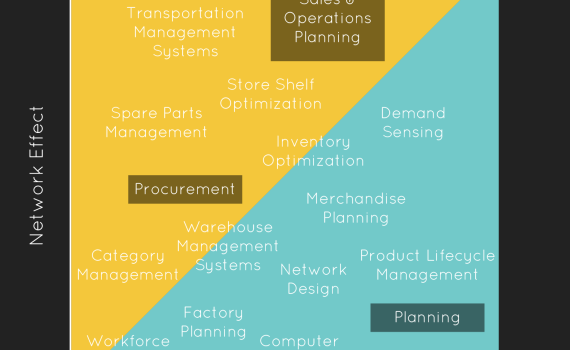 Sales &
Transportation
Management
Systems
Operations
Planning
Store Shelf
Optimization
Spare Parts
Management
Demand
Sensing
Inventory
Optimization
Network Effect
Procurement
Merchandise
Planning
Warehouse
Management
Systems
Category
Management
Product Lifecycle
Management
Network
Design
Planning
Factory
Planning
Workforce
Computer